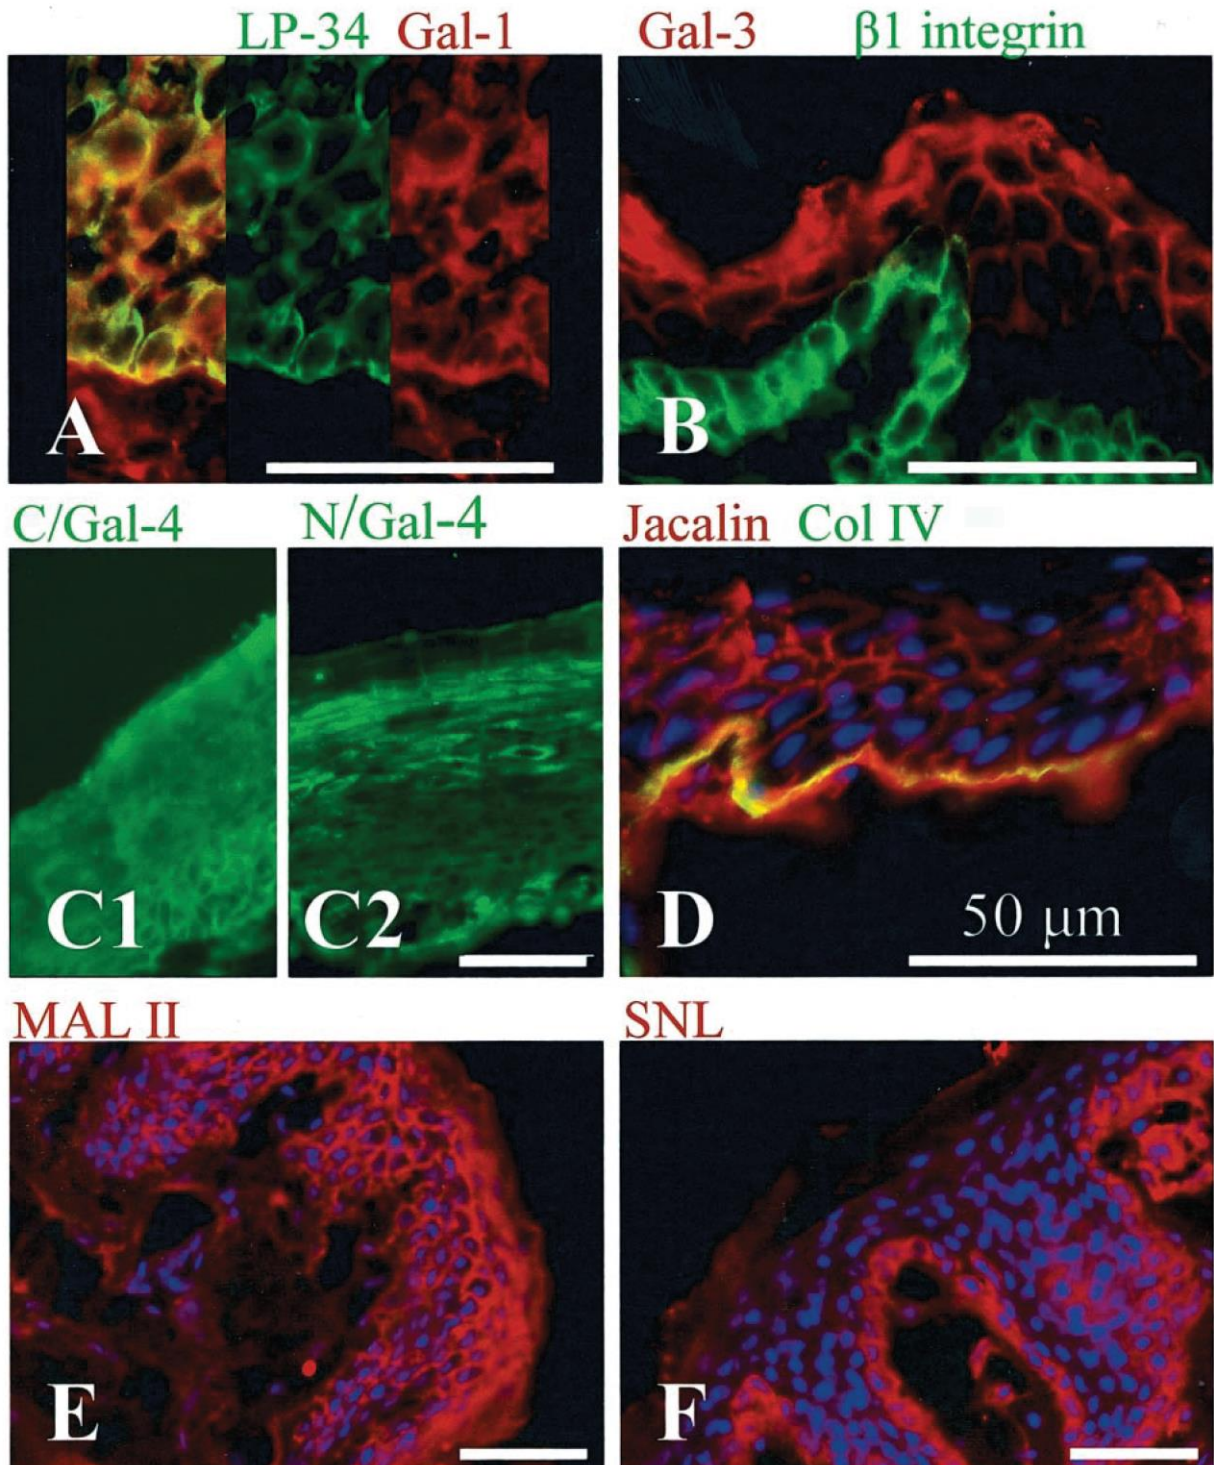 LP-34 Gal-1
Gal-3 β1 integrin
A
B
C/Gal-4
N/Gal-4
Jacalin Col IV
C1
C2
D
50 μm
MAL II
SNL
E
F